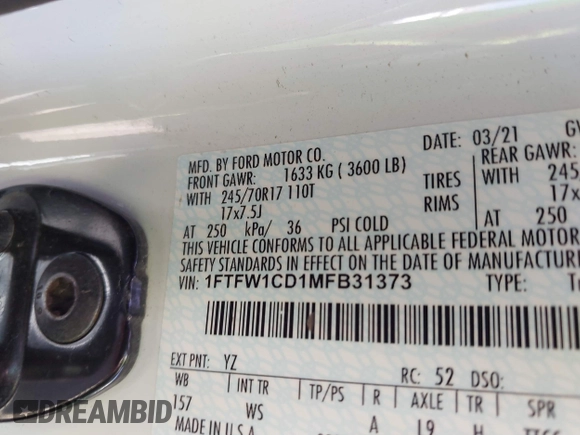 MFD. BY FORD MOTOR CO.
DATE: 03/21
FRONT GAWR: 1633 KG ( 3600 LB)
REAR GAWR:
WITH 245/70R17 110T
TIRES
245
17x7.5J
RIMS
17x
AT 250 kPa/ 36 PSI COLD
AT 250
THIS VEHICLE CONFORMS TO ALL APPLICABLE FEDERAL MOTOR
SAFETY STANDARDS IN EFFECT ON THE DATE OF MANUFACTURE
VIN: 1FTFW1CD1MFB31373
TYPE:
EXT PNT: YZ
RC: 52 DSO:
WB INT TR TP/PS R AXLE TR SPR
157 WS A 19 H
MADE IN U.S.A.
DREAMBID